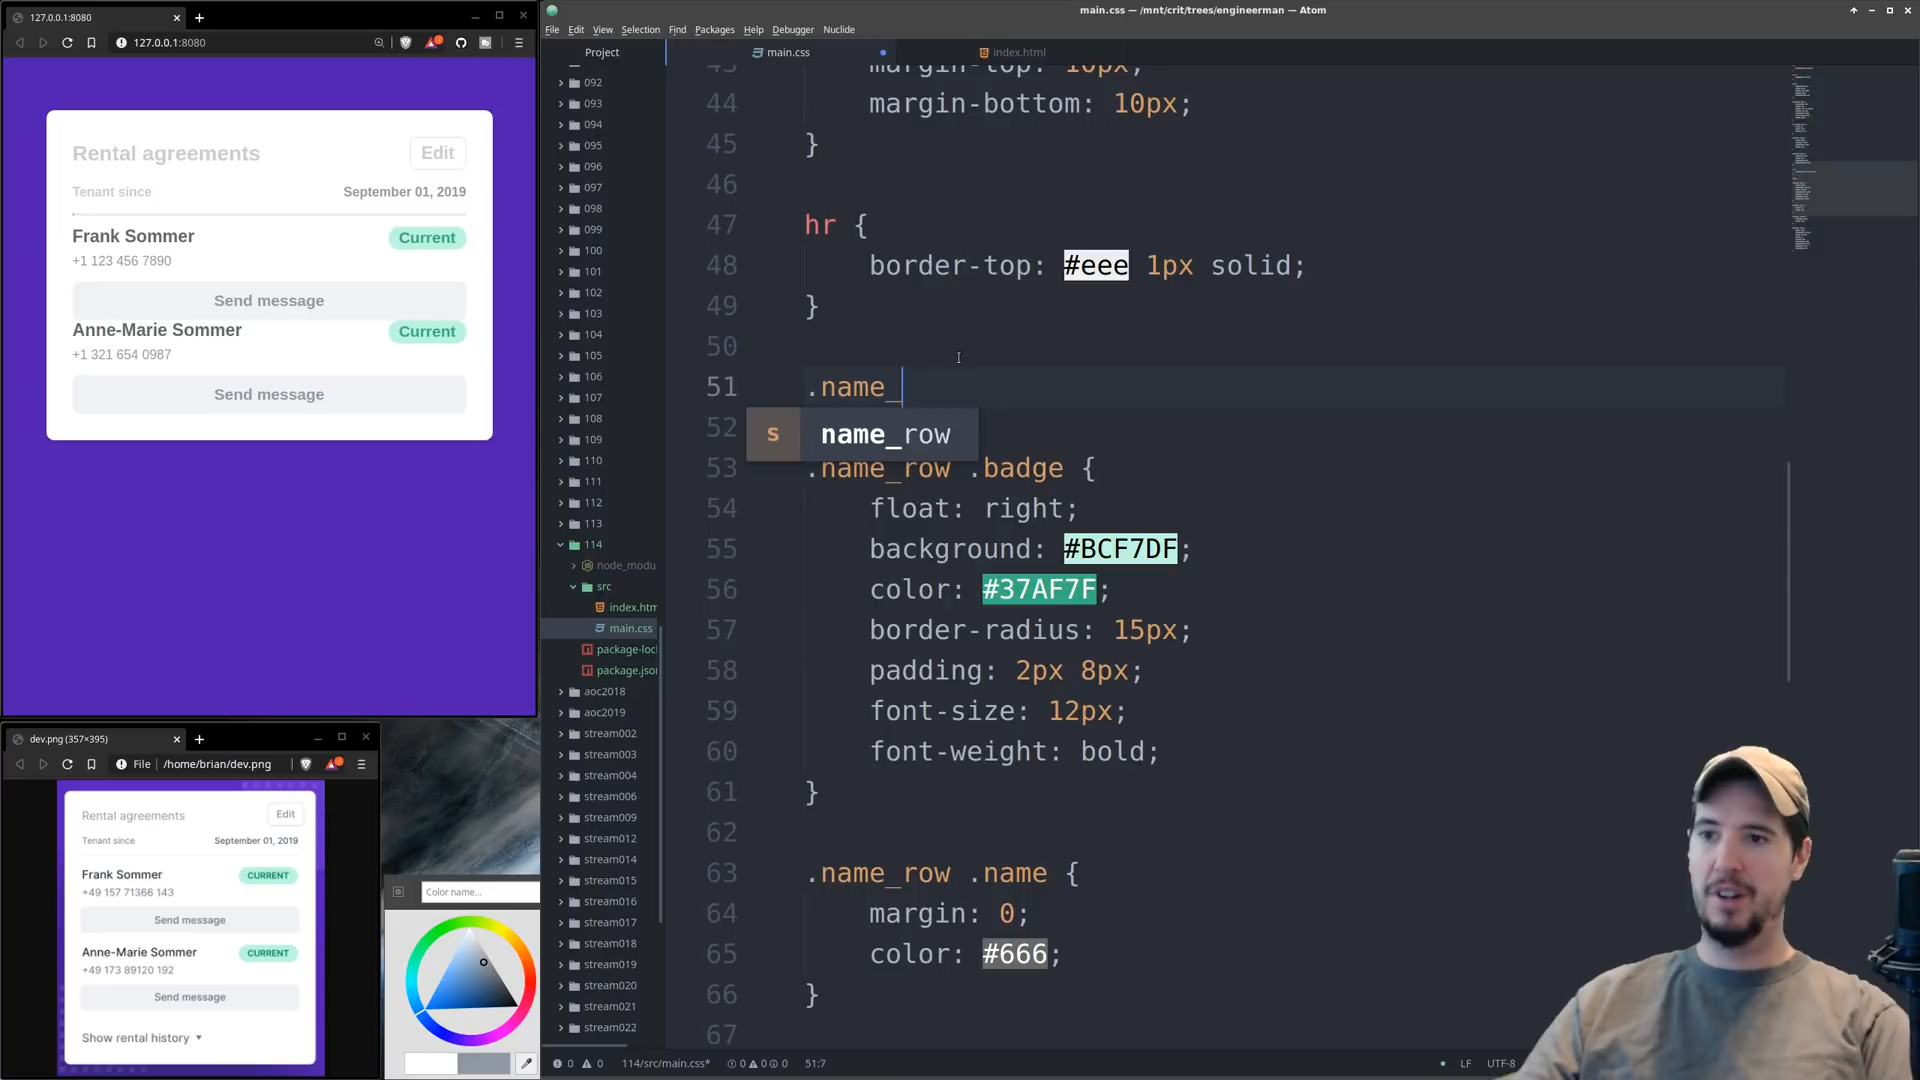 127.0.0.1:8080
127.0.0.1:8080
Rental agreements
Edit
Tenant since
September 01, 2019
Frank Sommer
Current
+1 123 456 7890
Send message
Anne-Marie Sommer
Current
+1 321 654 0987
Send message
dev.png (357×395)
File
/home/brian/dev.png
Rental agreements
Edit
Tenant since
September 01, 2019
Frank Sommer
CURRENT
+49 157 71366 143
Send message
Anne-Marie Sommer
CURRENT
+49 173 89120 192
Send message
Show rental history
Color name...
main.css — /mnt/crit/trees/engineerman — Atom
File Edit View Selection Find Packages Help Debugger Nuclide
Project
main.css
index.html
092
093
094
095
096
097
098
099
100
101
102
103
104
105
106
107
108
109
110
111
112
113
114
node_modu
src
index.htm
main.css
package-loc
package.jso
aoc2018
aoc2019
stream002
stream003
stream004
stream006
stream009
stream012
stream014
stream015
stream016
stream017
stream018
stream019
stream020
stream021
stream022
43 margin-top: 10px;
44 margin-bottom: 10px;
45 }
46
47 hr {
48 border-top: #eee 1px solid;
49 }
50
51 .name_
52
s name_row
53 .name_row .badge {
54 float: right;
55 background: #BCF7DF;
56 color: #37AF7F;
57 border-radius: 15px;
58 padding: 2px 8px;
59 font-size: 12px;
60 font-weight: bold;
61 }
62
63 .name_row .name {
64 margin: 0;
65 color: #666;
66 }
67
0 0 114/src/main.css* 0 0 0 51:7
LF UTF-8